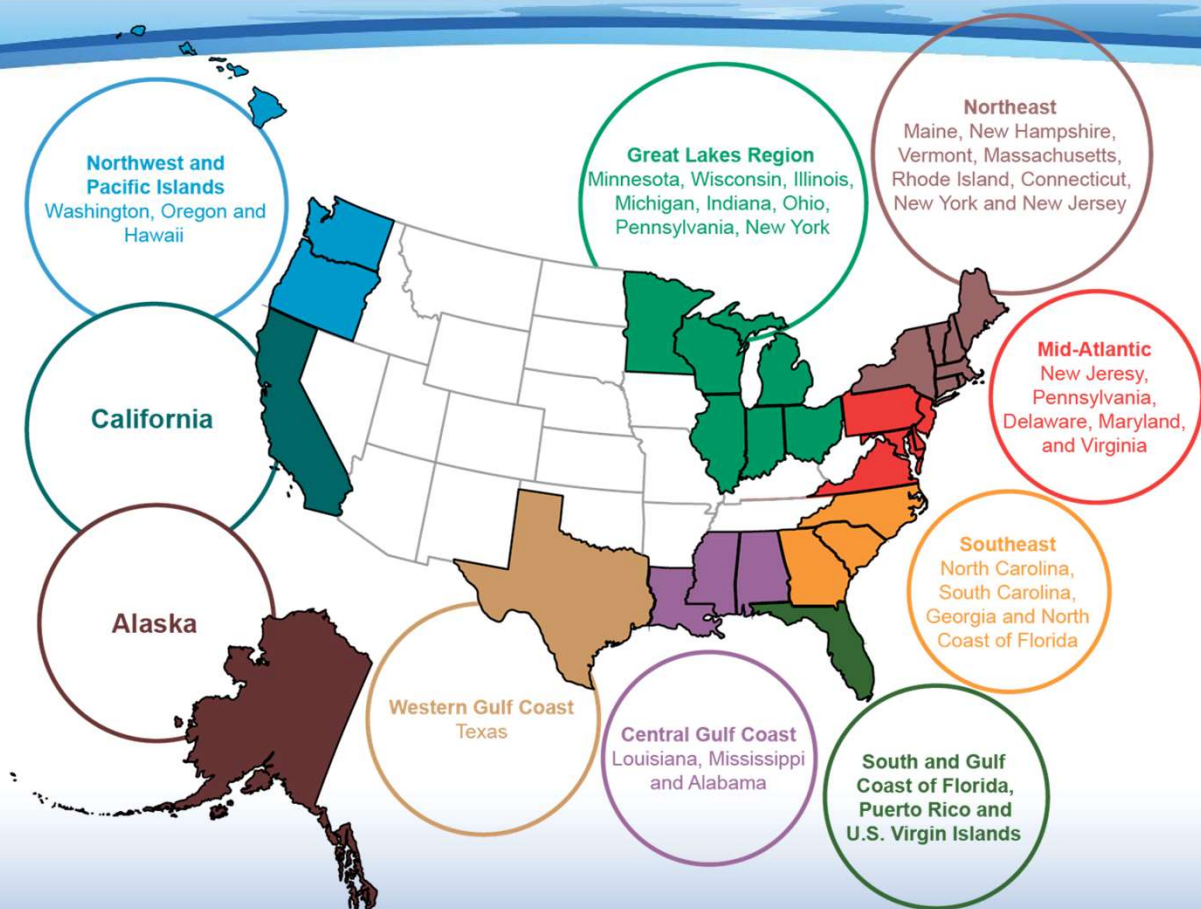 Northwest and
Pacific Islands
Washington, Oregon and
Hawaii
Great Lakes Region
Minnesota, Wisconsin, Illinois,
Michigan, Indiana, Ohio,
Pennsylvania, New York
Northeast
Maine, New Hampshire,
Vermont, Massachusetts,
Rhode Island, Connecticut,
New York and New Jersey
California
Mid-Atlantic
New Jeresy,
Pennsylvania,
Delaware, Maryland,
and Virginia
Alaska
Southeast
North Carolina,
South Carolina,
Georgia and North
Coast of Florida
Western Gulf Coast
Texas
Central Gulf Coast
Louisiana, Mississippi
and Alabama
South and Gulf
Coast of Florida,
Puerto Rico and
U.S. Virgin Islands